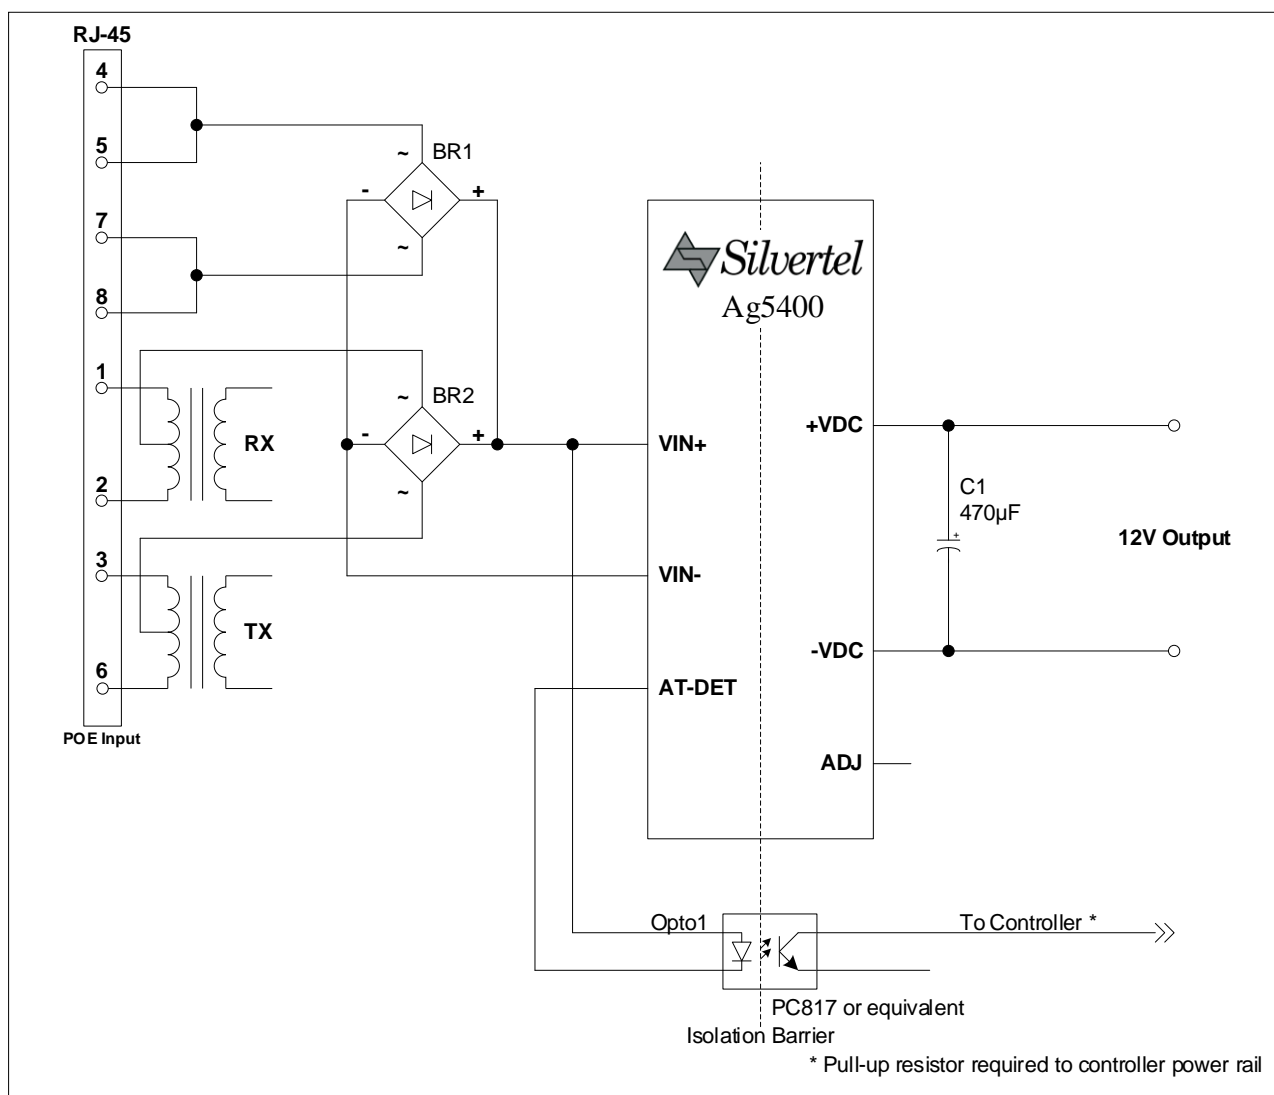 RJ-45
4
5
7
8
1
2
3
6
POE Input
~
BR1
-
+
~
~
BR2
-
+
~
RX
TX
Silvertel
Ag5400
VIN+
VIN-
AT-DET
+VDC
-VDC
ADJ
C1
470µF
+
12V Output
Opto1
To Controller *
PC817 or equivalent
Isolation Barrier
* Pull-up resistor required to controller power rail